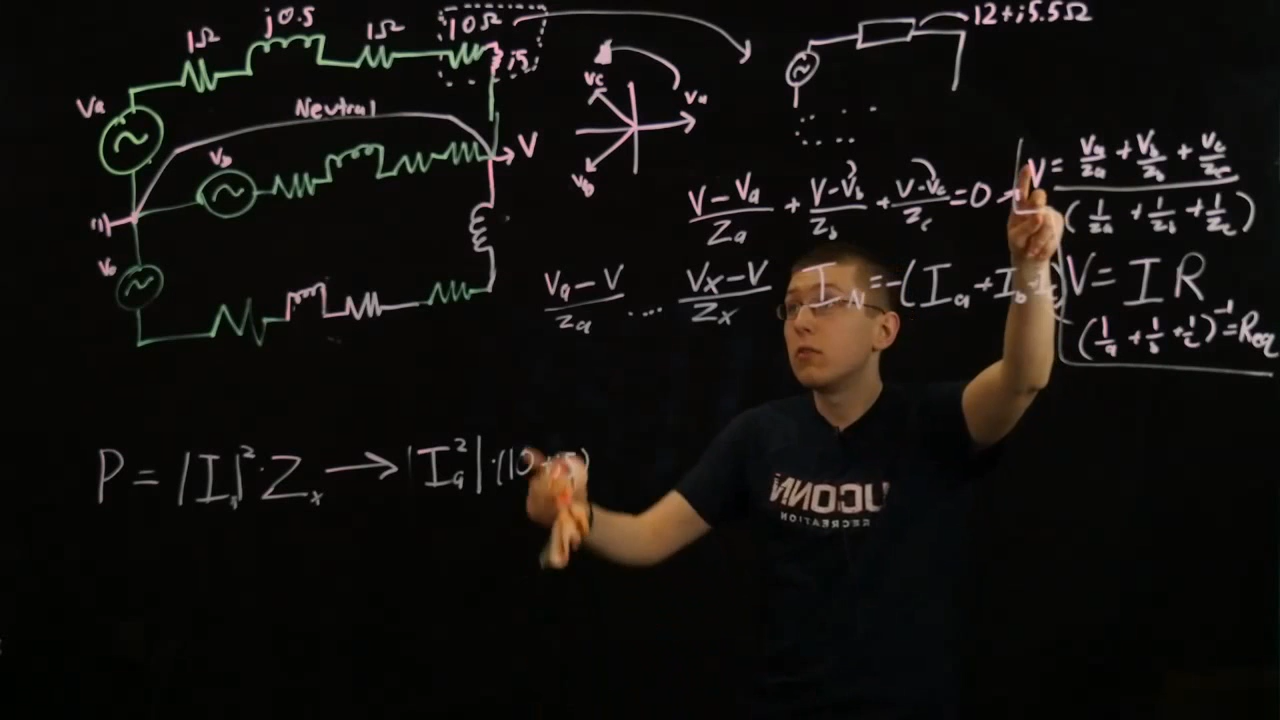 1Ω j0.5 1Ω 10Ω
j5
Va
Neutral
Vb
V
Vc
Va
Vb
12+j5.5Ω
(V-Va)/Za + (V-Vb)/Zb + (V-Vc)/Zc = 0 → V = (Va/Za + Vb/Zb + Vc/Zc) / (1/Za + 1/Zb + 1/Zc)
(Va-V)/Za .... (Vx-V)/Zx
I_N = -(Ia + Ib
V = IR
(1/a + 1/b + 1/c)^-1 = Req
P = |I|²·Zx → |Ia²|·(10+
UCONN
RECREATION